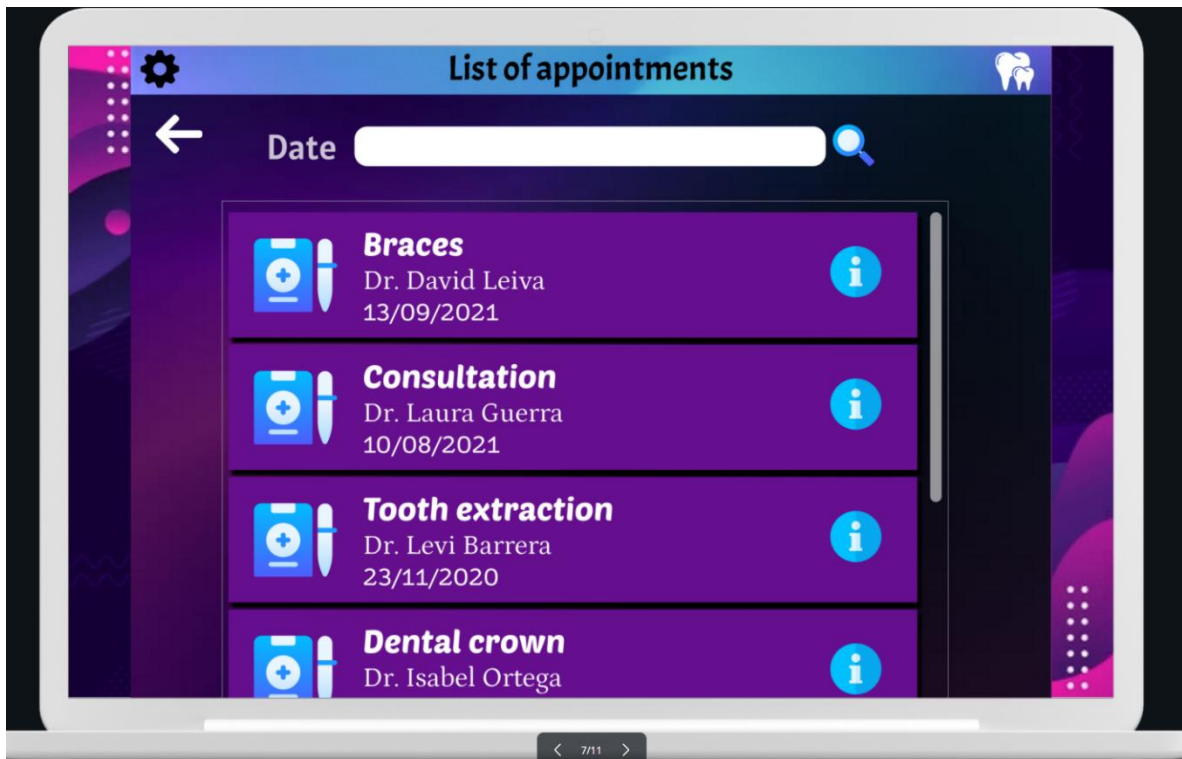 List of appointments
Date
Braces
Dr. David Leiva
13/09/2021
Consultation
Dr. Laura Guerra
10/08/2021
Tooth extraction
Dr. Levi Barrera
23/11/2020
Dental crown
Dr. Isabel Ortega
7/11